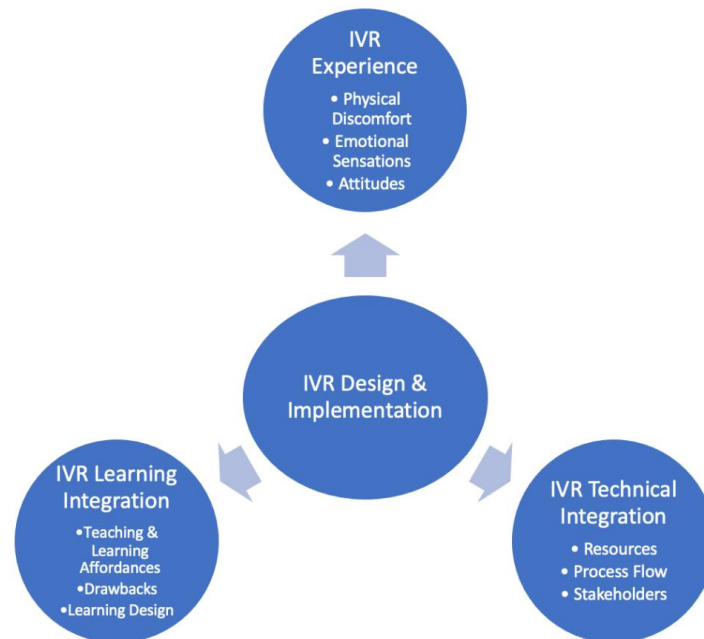 IVR
Experience
• Physical
Discomfort
• Emotional
Sensations
• Attitudes
IVR Design &
Implementation
IVR Learning
Integration
•Teaching &
Learning
Affordances
•Drawbacks
•Learning Design
IVR Technical
Integration
• Resources
• Process Flow
• Stakeholders